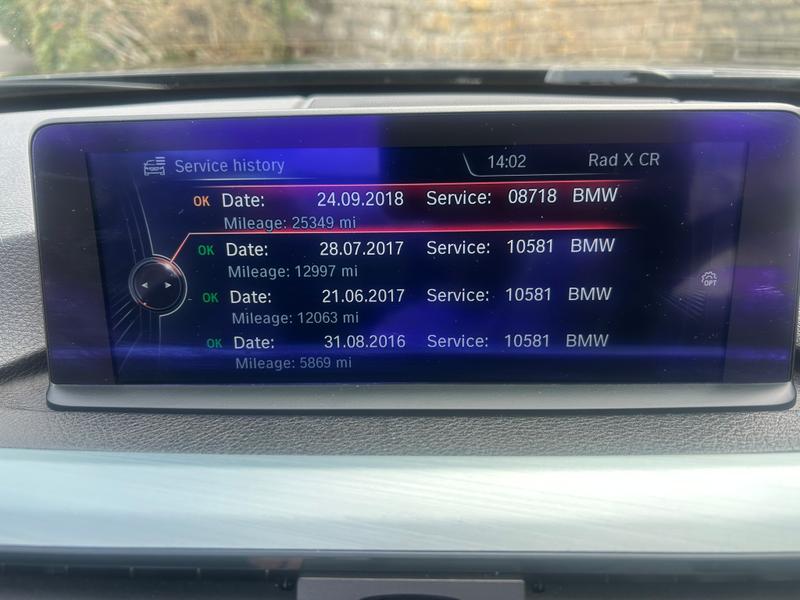 Service history 14:02 Rad X CR
OK Date: 24.09.2018 Service: 08718 BMW
Mileage: 25349 mi
OK Date: 28.07.2017 Service: 10581 BMW
Mileage: 12997 mi
OK Date: 21.06.2017 Service: 10581 BMW
Mileage: 12063 mi
OPT
OK Date: 31.08.2016 Service: 10581 BMW
Mileage: 5869 mi